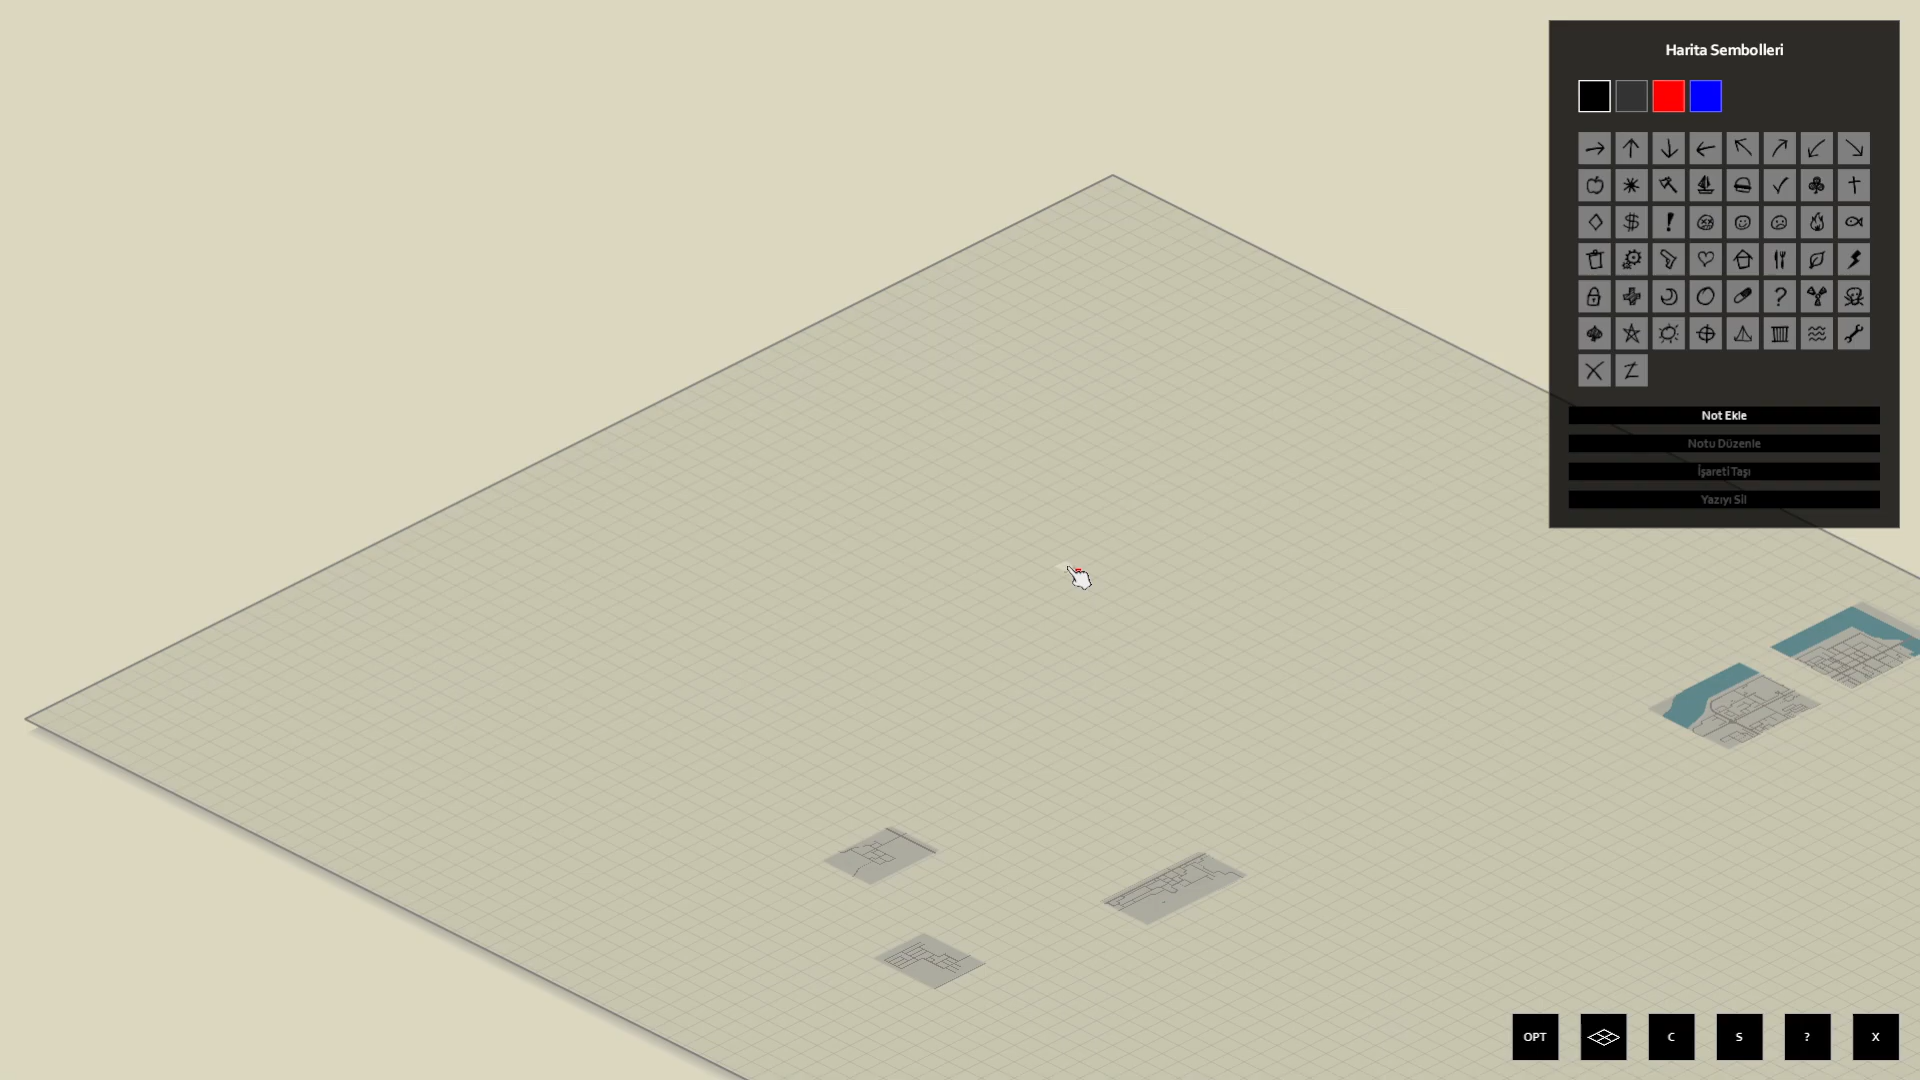 Harita Sembolleri
Not Ekle
Notu Düzenle
İşareti Taşı
Yazıyı Sil
OPT
C
S
?
X